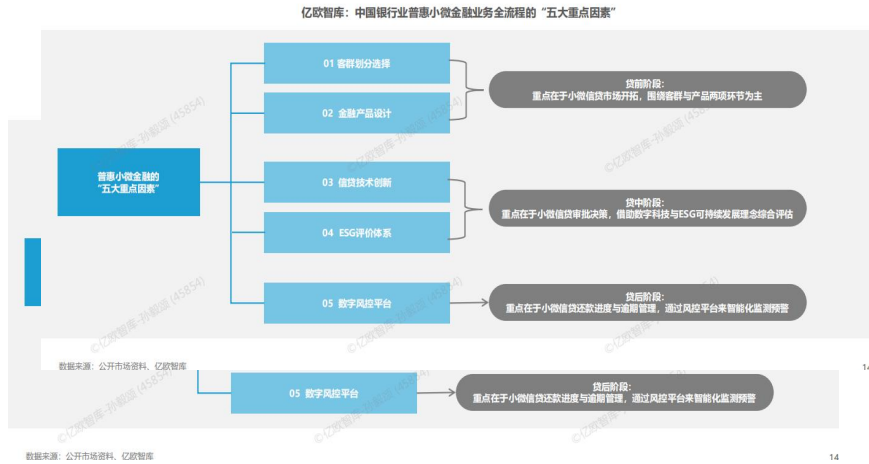 亿欧智库：中国银行业普惠小微金融业务全流程的“五大重点因素”
01 客群划分选择
贷前阶段：
重点在于小微信贷市场开拓，围绕客群与产品两项环节为主
02 金融产品设计
普惠小微金融的
“五大重点因素”
03 信贷技术创新
贷中阶段：
重点在于小微信贷审批决策，借助数字科技与ESG可持续发展理念综合评估
04 ESG评价体系
05 数字风控平台
贷后阶段：
重点在于小微信贷还款进度与逾期管理，通过风控平台来智能化监测预警
数据来源：公开市场资料、亿欧智库
14
05 数字风控平台
贷后阶段：
重点在于小微信贷还款进度与逾期管理，通过风控平台来智能化监测预警
数据来源：公开市场资料、亿欧智库
14